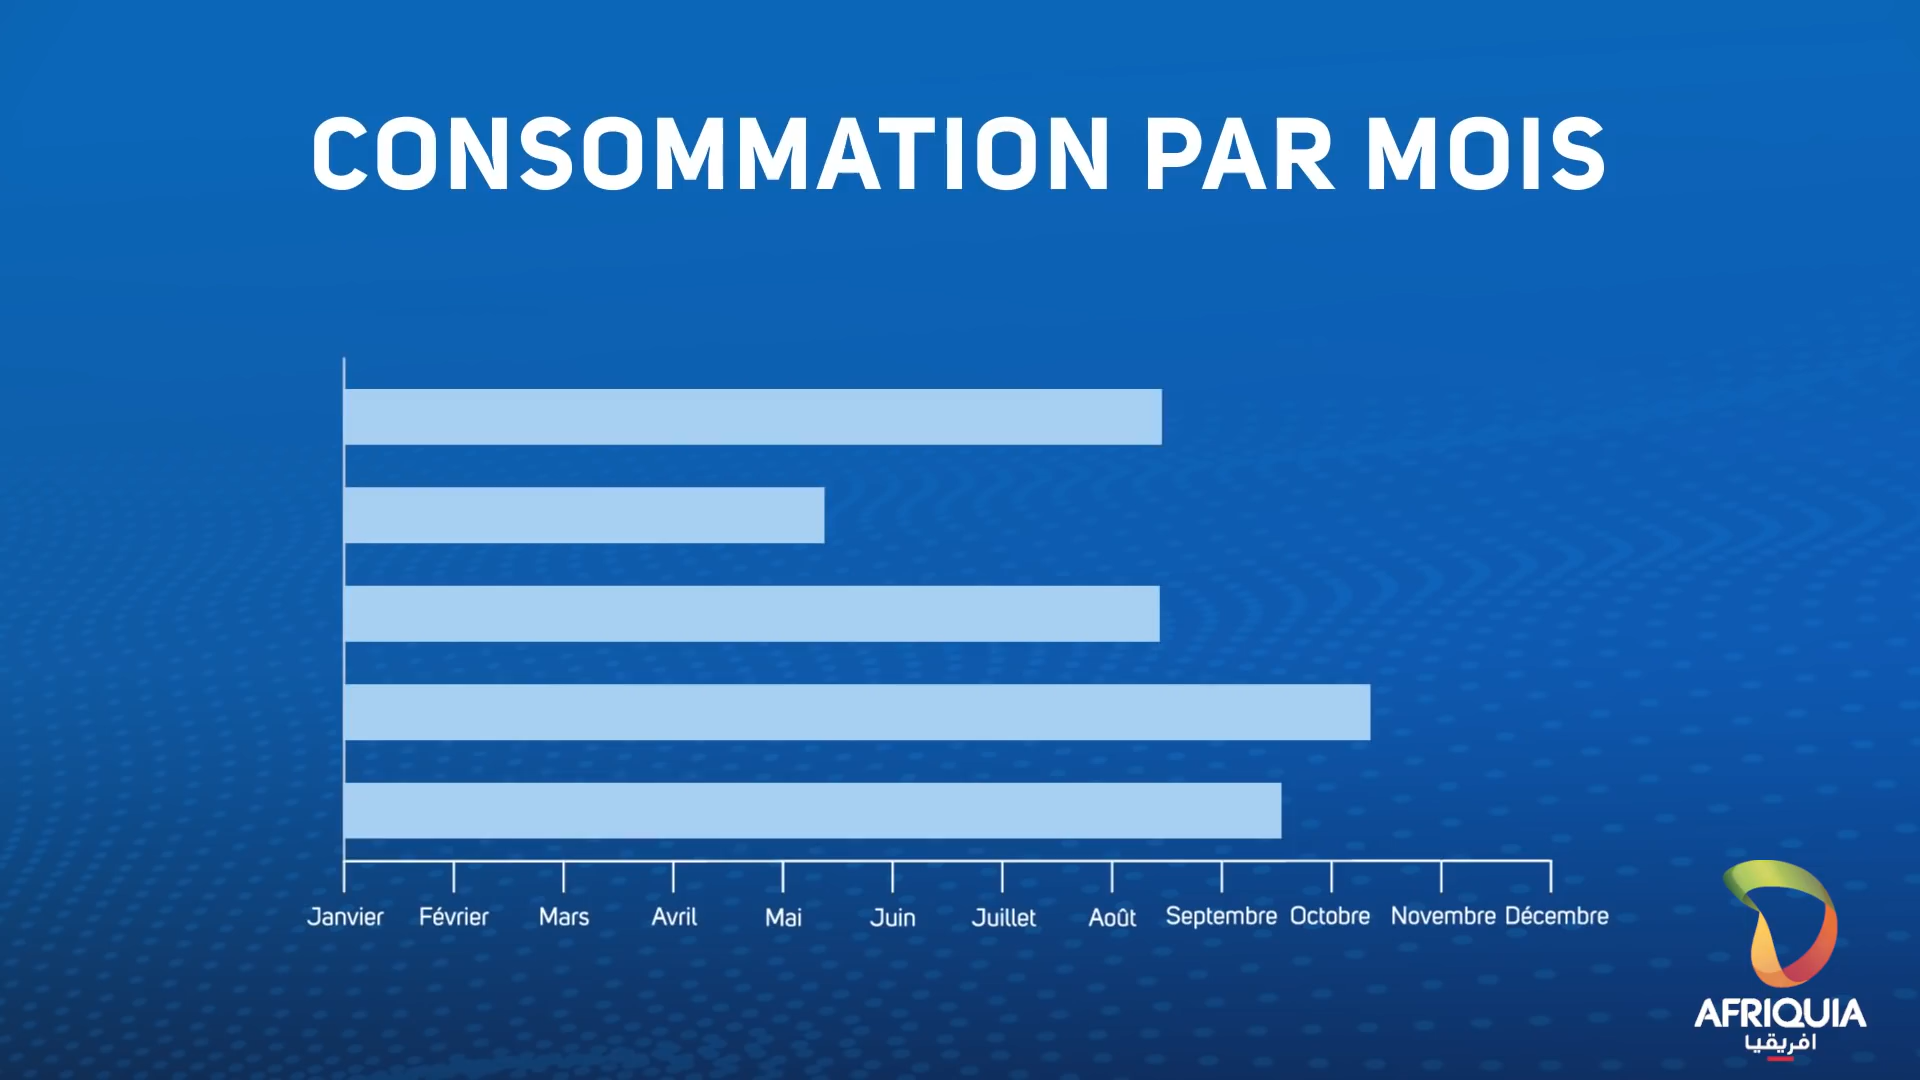 CONSOMMATION PAR MOIS
Janvier Février Mars Avril Mai Juin Juillet Août Septembre Octobre Novembre Décembre
AFRIQUIA
افريقيا